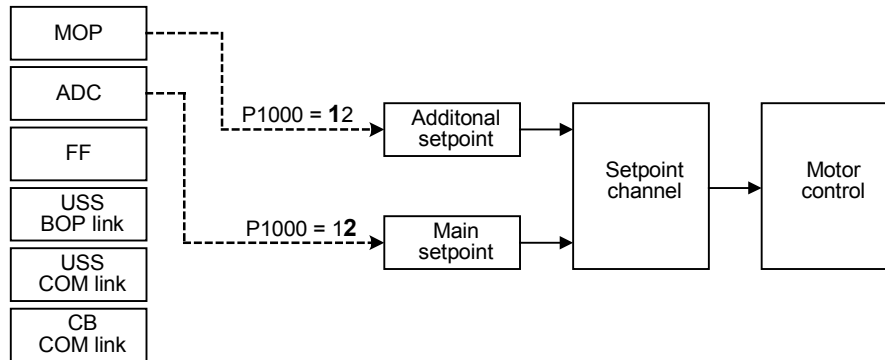 MOP
ADC
FF
USS
BOP link
USS
COM link
CB
COM link
P1000 = 12
P1000 = 12
Additonal
setpoint
Main
setpoint
Setpoint
channel
Motor
control